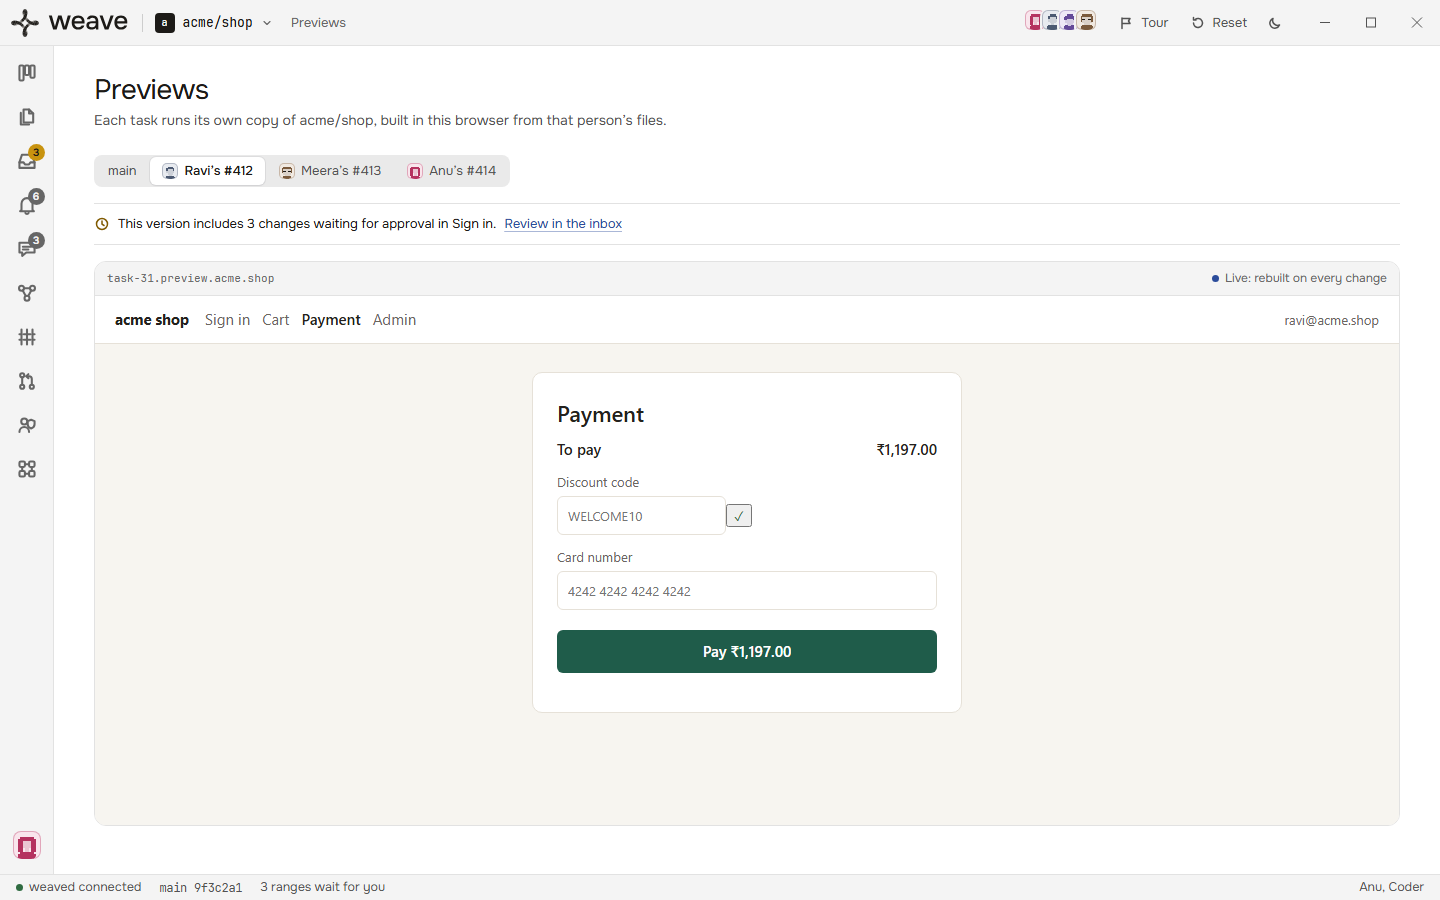 weave
a acme/shop Previews
Tour Reset
Previews
Each task runs its own copy of acme/shop, built in this browser from that person's files.
main Ravi's #412 Meera's #413 Anu's #414
3
6
3
This version includes 3 changes waiting for approval in Sign in. Review in the inbox
task-31.preview.acme.shop Live: rebuilt on every change
acme shop Sign in Cart Payment Admin ravi@acme.shop
Payment
To pay ₹1,197.00
Discount code
WELCOME10 ✓
Card number
4242 4242 4242 4242
Pay ₹1,197.00
weaved connected main 9f3c2a1 3 ranges wait for you Anu, Coder